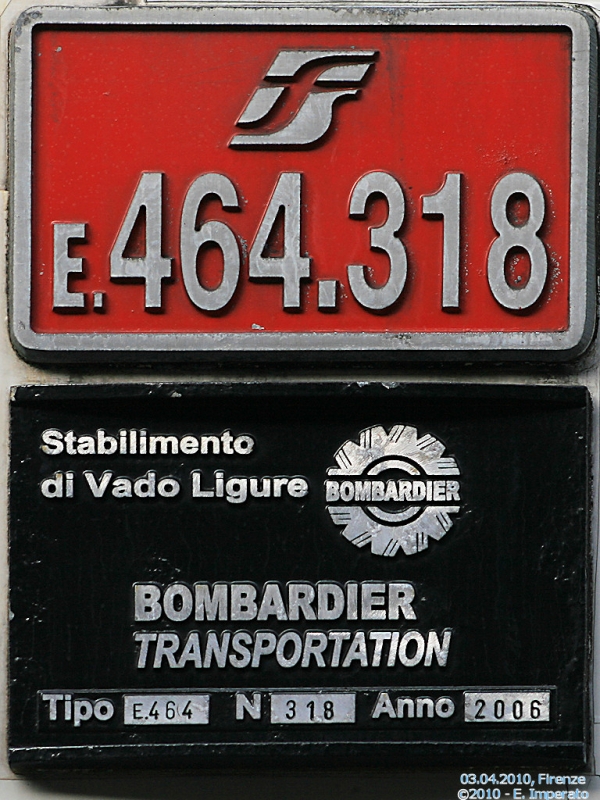 E.464.318
Stabilimento
di Vado Ligure
BOMBARDIER
BOMBARDIER
TRANSPORTATION
Tipo E.464 N 318 Anno 2006
03.04.2010, Firenze
©2010 - E. Imperato